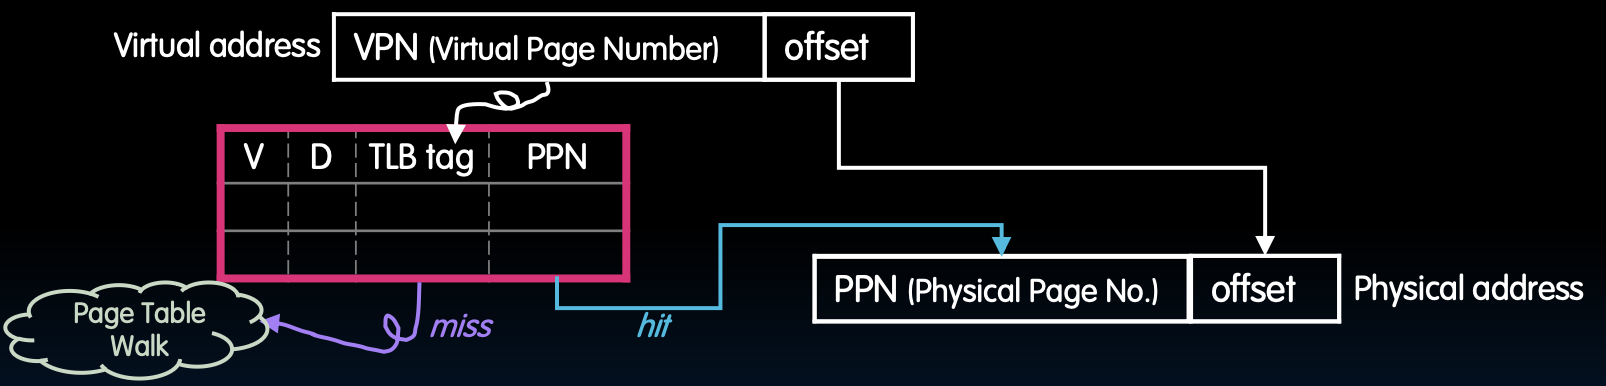 Virtual address
VPN (Virtual Page Number)
offset
V
D
TLB tag
PPN
PPN (Physical Page No.)
offset
Physical address
Page Table
Walk
miss
hit